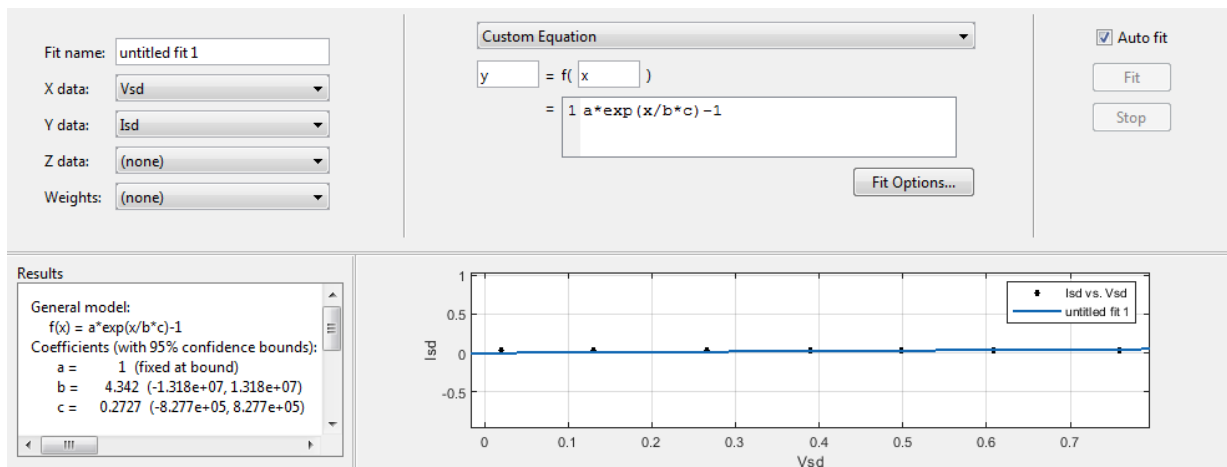 Fit name: untitled fit 1
X data: Vsd
Y data: Isd
Z data: (none)
Weights: (none)
Custom Equation
y = f( x )
= 1 a*exp(x/b*c)-1
Fit Options...
Auto fit
Fit
Stop
Results
General model:
f(x) = a*exp(x/b*c)-1
Coefficients (with 95% confidence bounds):
a = 1 (fixed at bound)
b = 4.342 (-1.318e+07, 1.318e+07)
c = 0.2727 (-8.277e+05, 8.277e+05)
1
0.5
0
-0.5
Isd
Isd vs. Vsd
untitled fit 1
0 0.1 0.2 0.3 0.4 0.5 0.6 0.7
Vsd